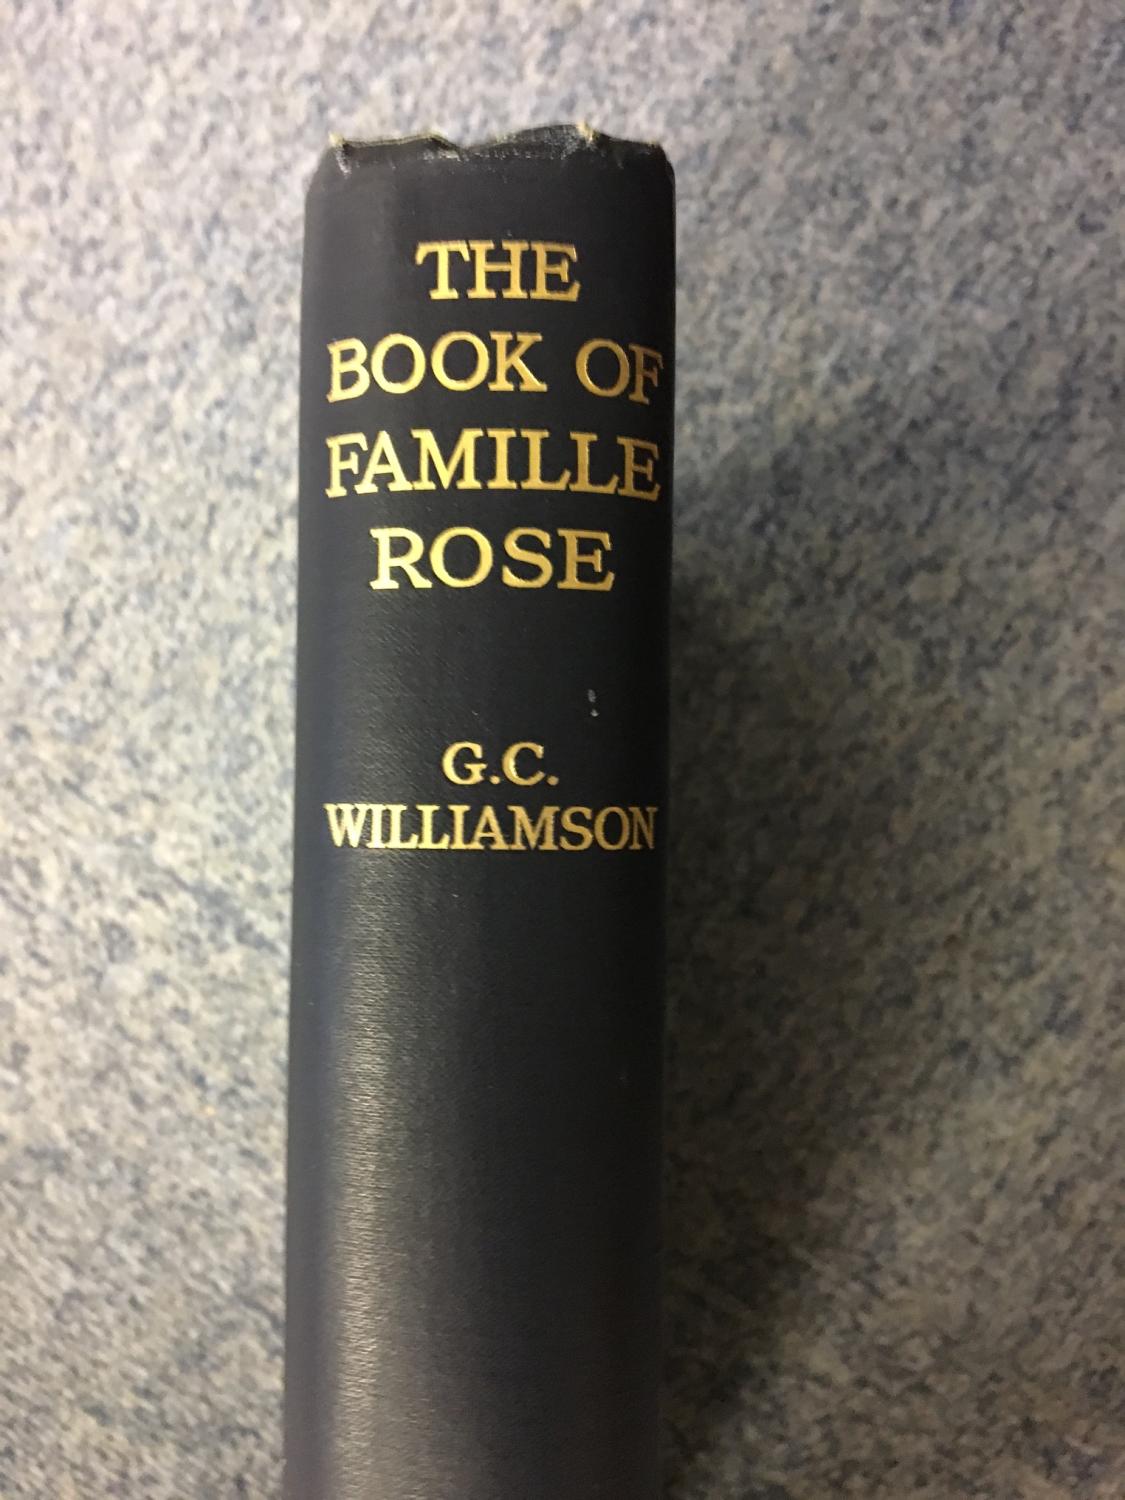 THE
BOOK OF
FAMILLE
ROSE
G.C.
WILLIAMSON